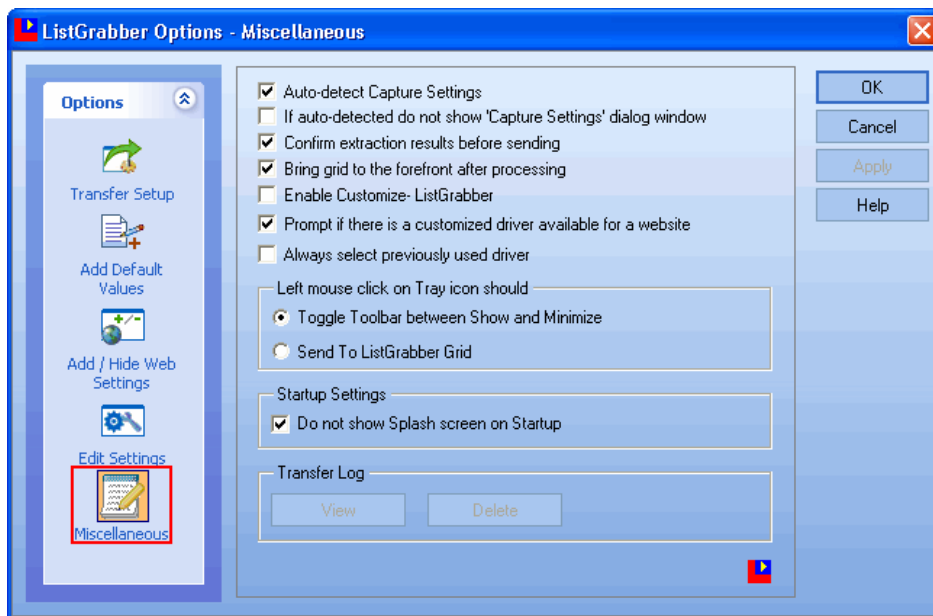 ListGrabber Options - Miscellaneous
Options
Transfer Setup
Add Default
Values
Add / Hide Web
Settings
Edit Settings
Miscellaneous
Auto-detect Capture Settings
If auto-detected do not show 'Capture Settings' dialog window
Confirm extraction results before sending
Bring grid to the forefront after processing
Enable Customize- ListGrabber
Prompt if there is a customized driver available for a website
Always select previously used driver
Left mouse click on Tray icon should
Toggle Toolbar between Show and Minimize
Send To ListGrabber Grid
Startup Settings
Do not show Splash screen on Startup
Transfer Log
View Delete
OK
Cancel
Apply
Help